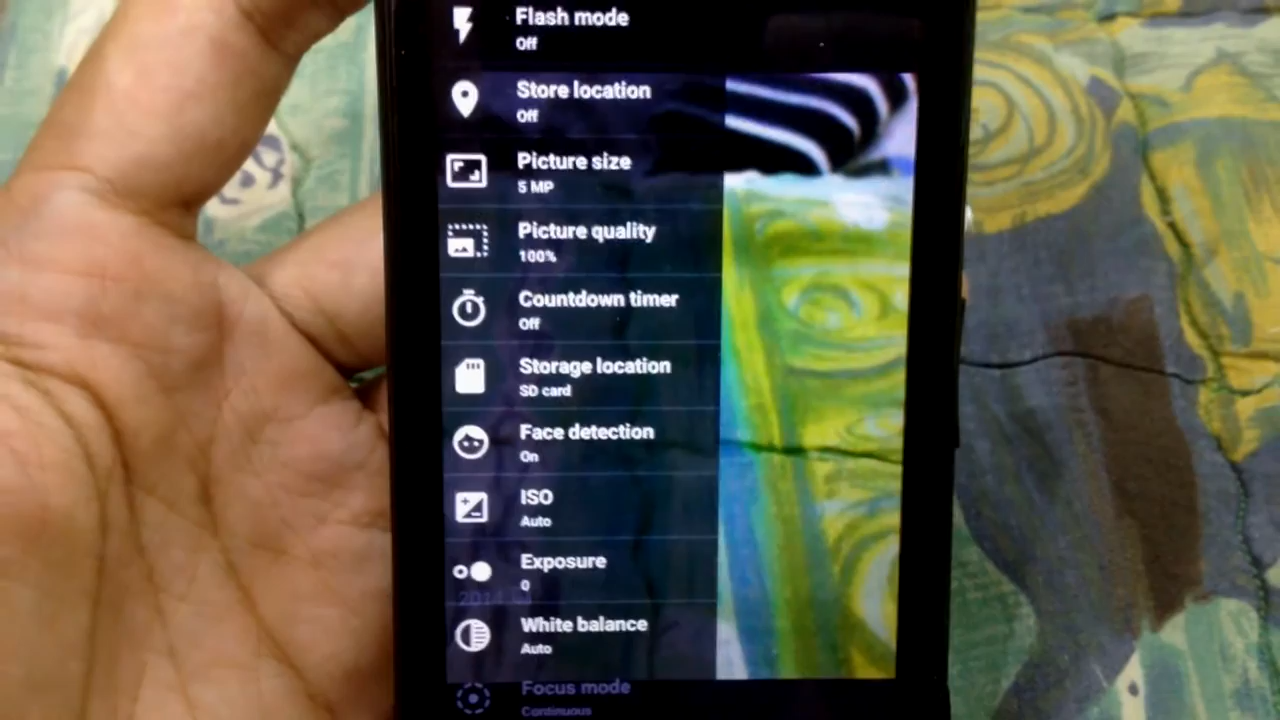 Flash mode
Off
Store location
Off
Picture size
5 MP
Picture quality
100%
Countdown timer
Off
Storage location
SD card
Face detection
On
ISO
Auto
Exposure
0
2014
White balance
Auto
Focus mode
Continuous